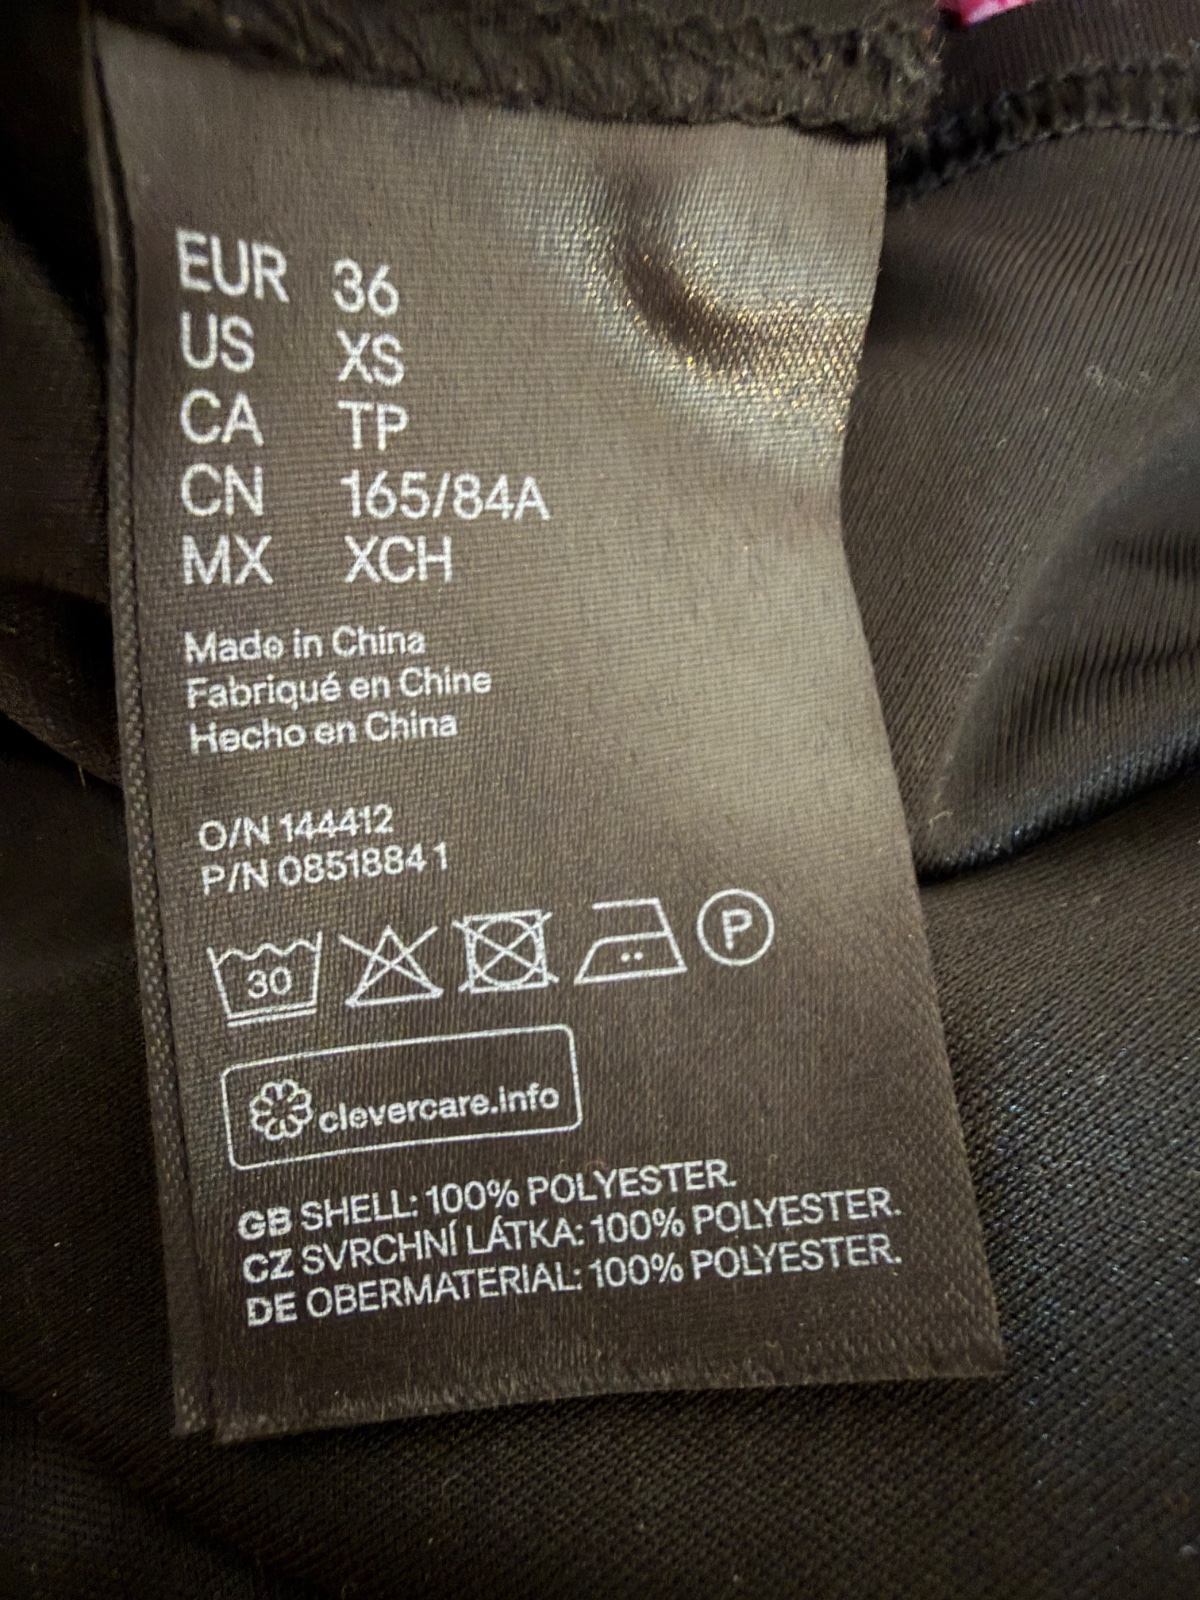 EUR 36
US XS
CA TP
CN 165/84A
MX XCH
Made in China
Fabriqué en Chine
Hecho en China
O/N 144412
P/N 0851884 1
30
P
clevercare.info
GB SHELL: 100% POLYESTER.
CZ SVRCHNÍ LÁTKA: 100% POLYESTER.
DE OBERMATERIAL: 100% POLYESTER.